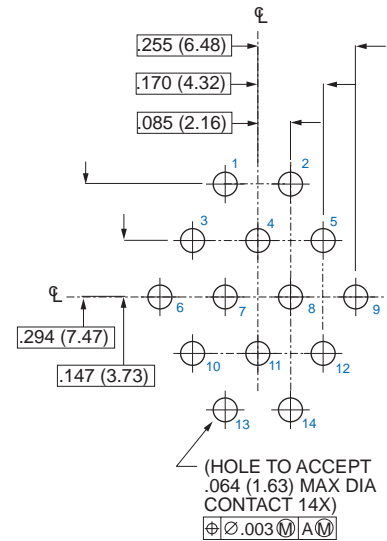 ℄
.255 (6.48)
.170 (4.32)
.085 (2.16)
1 2
3 4 5
℄ 6 7 8 9
.294 (7.47)
.147 (3.73)
10 11 12
13 14
(HOLE TO ACCEPT
.064 (1.63) MAX DIA
CONTACT 14X)
⌖ ∅.003 Ⓜ A Ⓜ